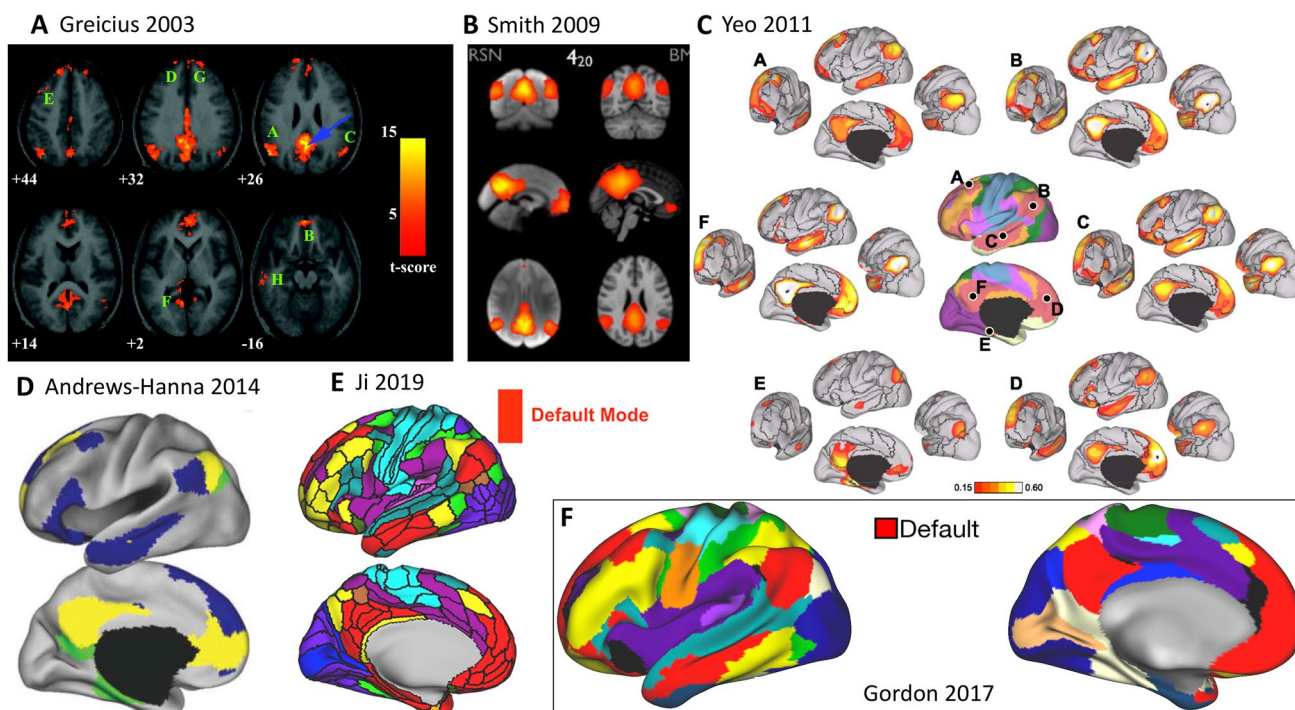 A Greicius 2003
D G
E
A C
+44 +32 +26
15
5
t-score
B
H
F
+14 +2 -16
B Smith 2009
RSN 4₂₀ BM
C Yeo 2011
A B
A
B
C
F C
F
D
E
E D
0.15 0.60
D Andrews-Hanna 2014
E Ji 2019
Default Mode
F
Default
Gordon 2017